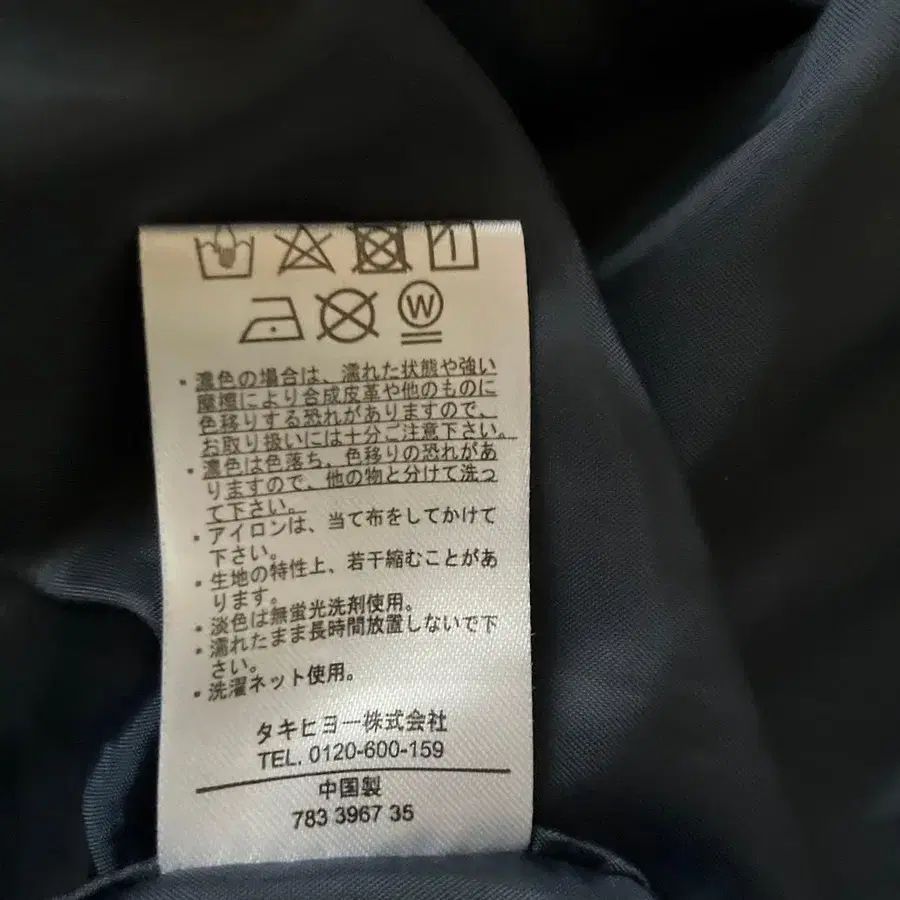 W
・濃色の場合は、濡れた状態や強い
摩擦により合成皮革や他のものに
色移りする恐れがありますので、
お取り扱いには十分ご注意下さい。
・濃色は色落ち、色移りの恐れがあ
りますので、他の物と分けて洗っ
て下さい。
・アイロンは、当て布をしてかけて
下さい。
・生地の特性上、若干縮むことがあ
ります。
・淡色は無蛍光洗剤使用。
・濡れたまま長時間放置しないで下
さい。
・洗濯ネット使用。
タキヒヨー株式会社
TEL. 0120-600-159
中国製
783 3967 35